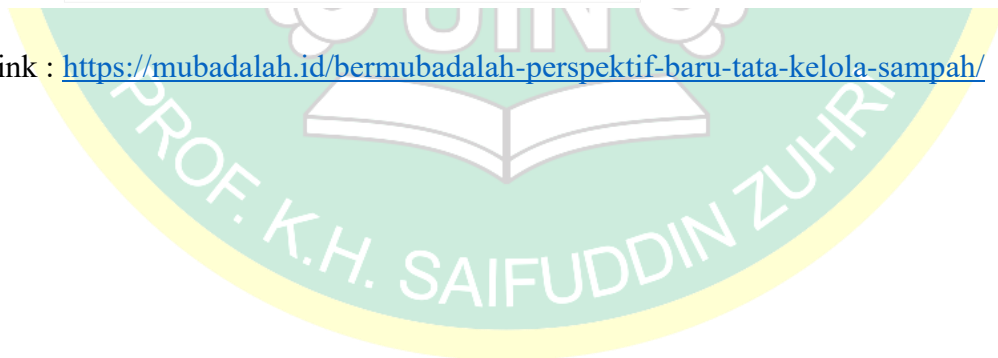 UIN
ink : https://mubadalah.id/bermubadalah-perspektif-baru-tata-kelola-sampah/
PROF. K.H. SAIFUDDIN ZUHRI